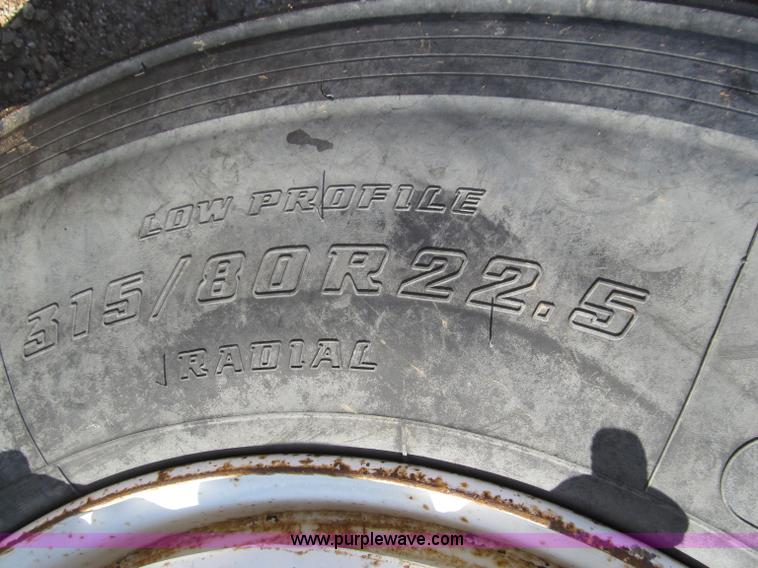 LOW PROFILE
315/80R22.5
RADIAL
www.purplewave.com